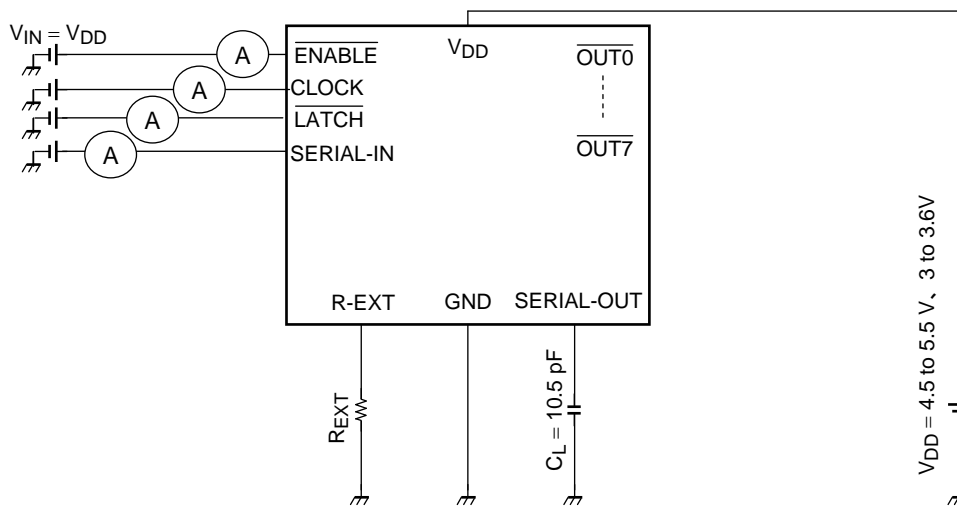 VIN = VDD
A
ENABLE
VDD
OUT0
A
CLOCK
A
LATCH
OUT7
A
SERIAL-IN
R-EXT
GND
SERIAL-OUT
REXT
CL = 10.5 pF
VDD = 4.5 to 5.5 V、3 to 3.6V